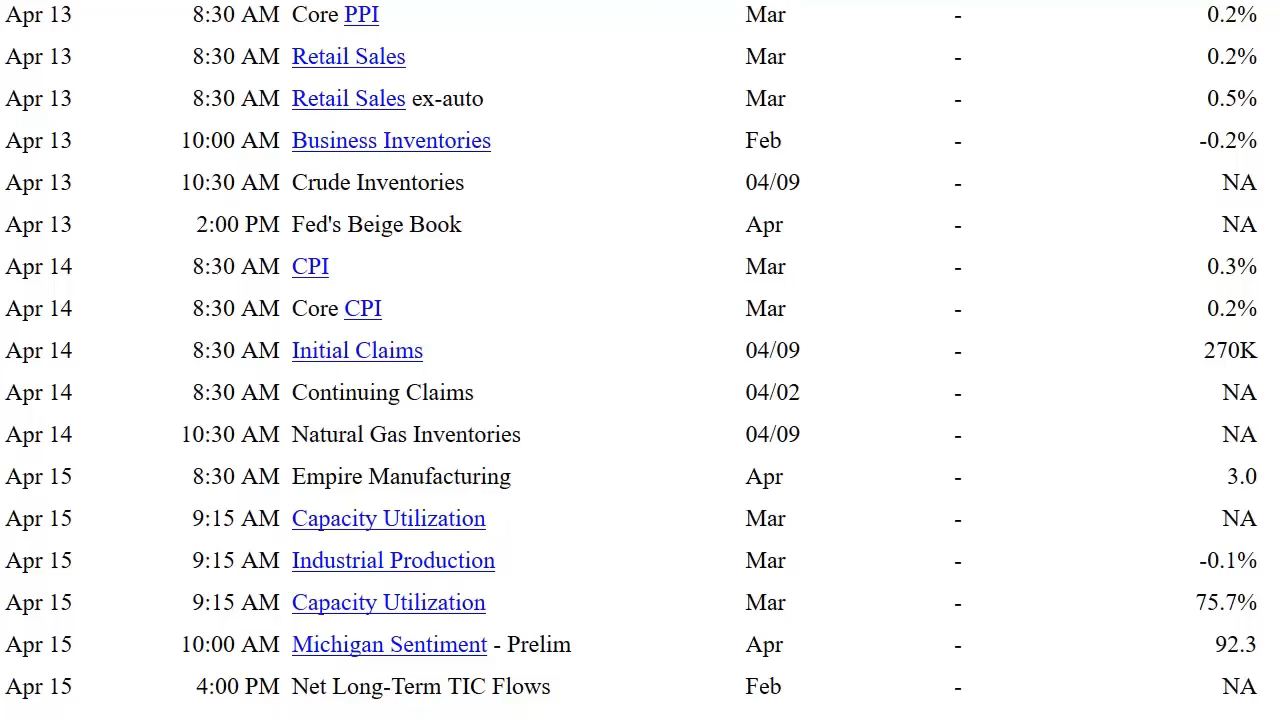 Apr 13 8:30 AM Core PPI Mar - 0.2%
Apr 13 8:30 AM Retail Sales Mar - 0.2%
Apr 13 8:30 AM Retail Sales ex-auto Mar - 0.5%
Apr 13 10:00 AM Business Inventories Feb - -0.2%
Apr 13 10:30 AM Crude Inventories 04/09 - NA
Apr 13 2:00 PM Fed's Beige Book Apr - NA
Apr 14 8:30 AM CPI Mar - 0.3%
Apr 14 8:30 AM Core CPI Mar - 0.2%
Apr 14 8:30 AM Initial Claims 04/09 - 270K
Apr 14 8:30 AM Continuing Claims 04/02 - NA
Apr 14 10:30 AM Natural Gas Inventories 04/09 - NA
Apr 15 8:30 AM Empire Manufacturing Apr - 3.0
Apr 15 9:15 AM Capacity Utilization Mar - NA
Apr 15 9:15 AM Industrial Production Mar - -0.1%
Apr 15 9:15 AM Capacity Utilization Mar - 75.7%
Apr 15 10:00 AM Michigan Sentiment - Prelim Apr - 92.3
Apr 15 4:00 PM Net Long-Term TIC Flows Feb - NA